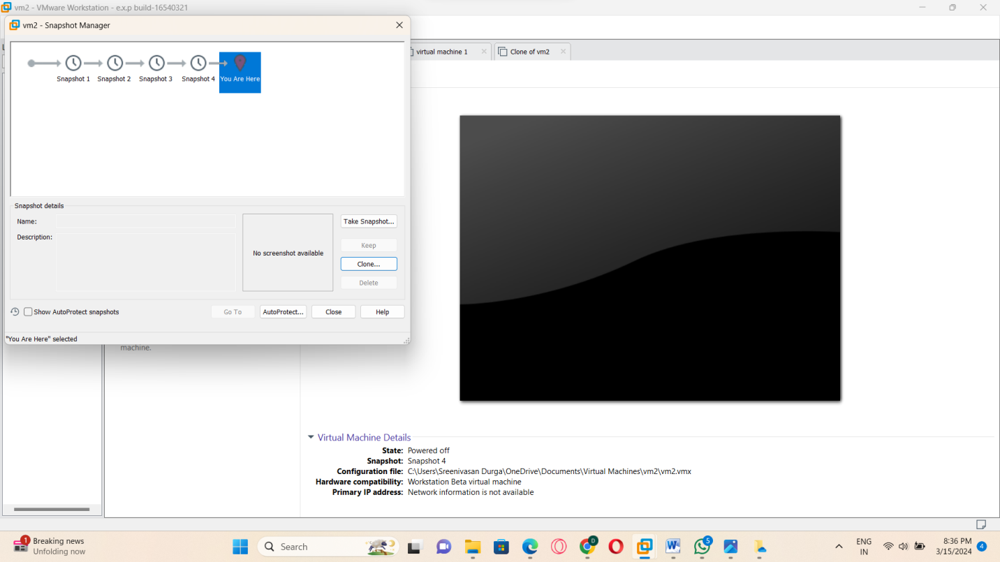 vm2 - VMware Workstation - e.x.p build-16540321
vm2 - Snapshot Manager
virtual machine 1
Clone of vm2
Snapshot 1
Snapshot 2
Snapshot 3
Snapshot 4
You Are Here
Snapshot details
Name:
Description:
No screenshot available
Take Snapshot...
Keep
Clone...
Delete
Show AutoProtect snapshots
Go To
AutoProtect...
Close
Help
"You Are Here" selected
machine.
Virtual Machine Details
State: Powered off
Snapshot: Snapshot 4
Configuration file: C:\Users\Sreenivasan Durga\OneDrive\Documents\Virtual Machines\vm2\vm2.vmx
Hardware compatibility: Workstation Beta virtual machine
Primary IP address: Network information is not available
1
Breaking news
Unfolding now
Search
D
5
ENG
IN
8:36 PM
3/15/2024
4